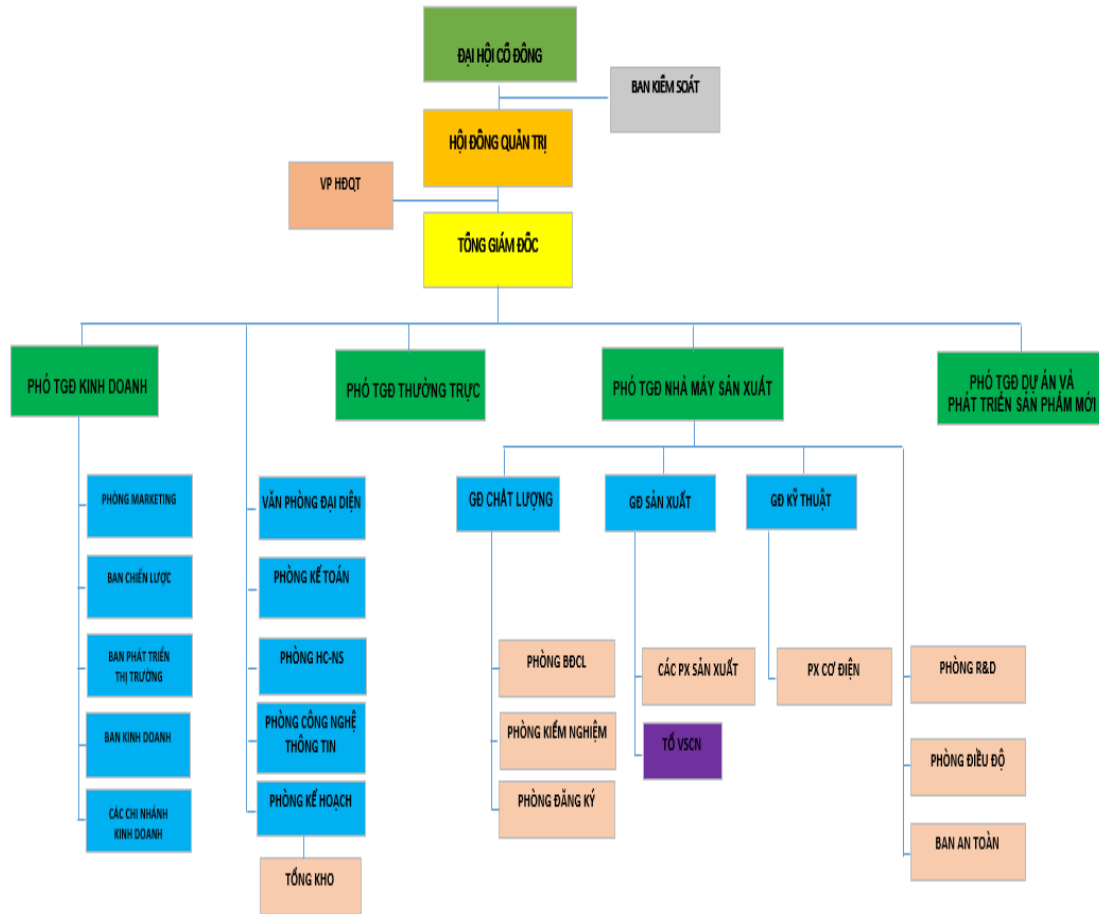 ĐẠI HỘI CỔ ĐÔNG
BAN KIỂM SOÁT
HỘI ĐỒNG QUẢN TRỊ
VP HĐQT
TỔNG GIÁM ĐỐC
PHÓ TGĐ KINH DOANH
PHÓ TGĐ THƯỜNG TRỰC
PHÓ TGĐ NHÀ MÁY SẢN XUẤT
PHÓ TGĐ DỰ ÁN VÀ
PHÁT TRIỂN SẢN PHẨM MỚI
PHÒNG MARKETING
BAN CHIẾN LƯỢC
BAN PHÁT TRIỂN
THỊ TRƯỜNG
BAN KINH DOANH
CÁC CHI NHÁNH
KINH DOANH
VĂN PHÒNG ĐẠI DIỆN
PHÒNG KẾ TOÁN
PHÒNG HC-NS
PHÒNG CÔNG NGHỆ
THÔNG TIN
PHÒNG KẾ HOẠCH
TỔNG KHO
GĐ CHẤT LƯỢNG
GĐ SẢN XUẤT
GĐ KỸ THUẬT
PHÒNG BĐCL
PHÒNG KIỂM NGHIỆM
PHÒNG ĐĂNG KÝ
CÁC PX SẢN XUẤT
TỔ VSCN
PX CƠ ĐIỆN
PHÒNG R&D
PHÒNG ĐIỀU ĐỘ
BAN AN TOÀN